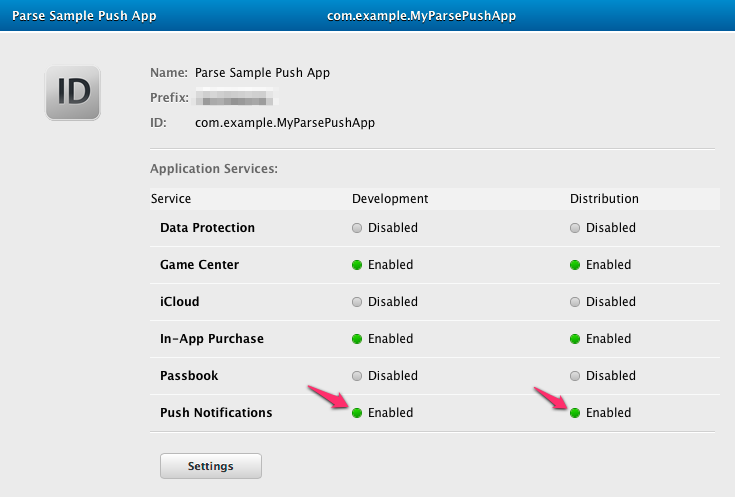 Parse Sample Push App com.example.MyParsePushApp
ID
Name: Parse Sample Push App
Prefix:
ID: com.example.MyParsePushApp
Application Services:
Service Development Distribution
Data Protection Disabled Disabled
Game Center Enabled Enabled
iCloud Disabled Disabled
In-App Purchase Enabled Enabled
Passbook Disabled Disabled
Push Notifications Enabled Enabled
Settings